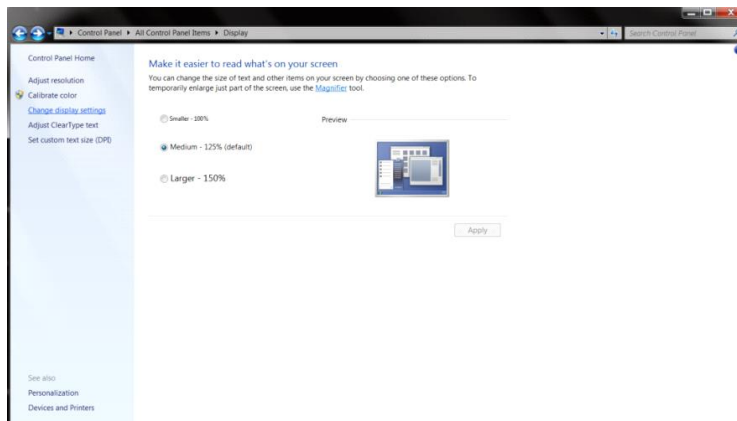 Control Panel ▸ All Control Panel Items ▸ Display
Search Control Panel
Control Panel Home
Adjust resolution
Calibrate color
Change display settings
Adjust ClearType text
Set custom text size (DPI)
Make it easier to read what's on your screen
You can change the size of text and other items on your screen by choosing one of these options. To
temporarily enlarge just part of the screen, use the Magnifier tool.
Smaller - 100%
Preview
Medium - 125% (default)
Larger - 150%
Apply
See also
Personalization
Devices and Printers